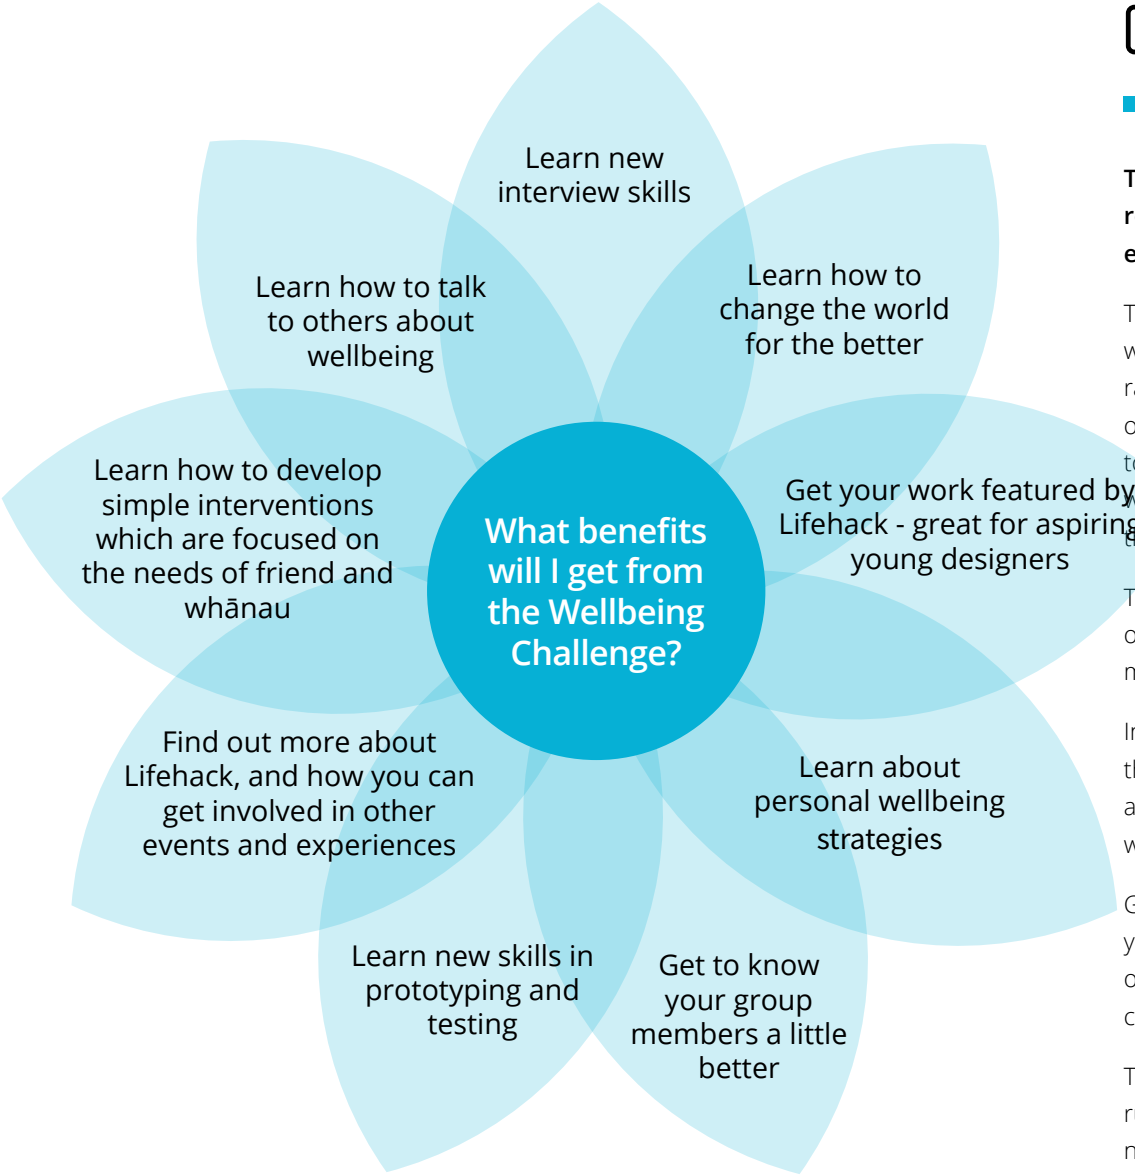 Learn new
interview skills
Learn how to
change the world
for the better
Get your work featured by
Lifehack - great for aspiring
young designers
Learn about
personal wellbeing
strategies
Get to know
your group
members a little
better
Learn new skills in
prototyping and
testing
Find out more about
Lifehack, and how you can
get involved in other
events and experiences
Learn how to develop
simple interventions
which are focused on
the needs of friend and
whānau
Learn how to talk
to others about
wellbeing
What benefits
will I get from
the Wellbeing
Challenge?